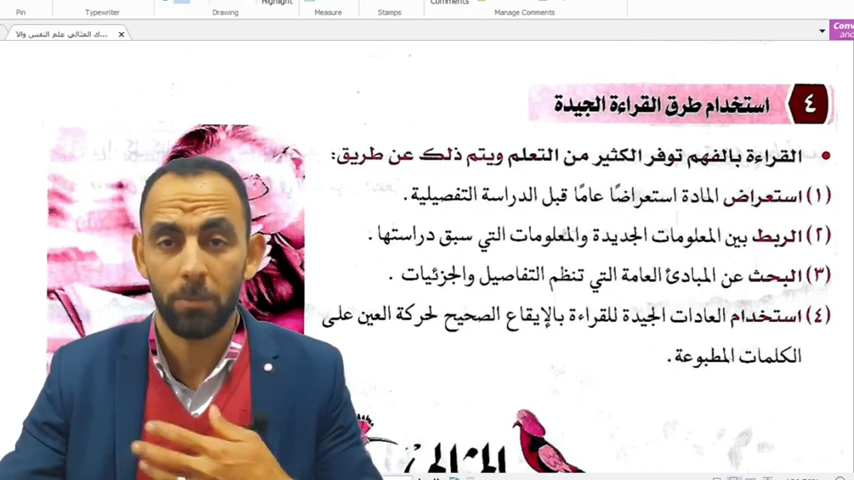 Pin
Typewriter
Highlight
Drawing
Measure
Stamps
Comments
Manage Comments
ك المثالي علم النفس والا...
Conv
and
٤ استخدام طرق القراءة الجيدة
• القراءة بالفهم توفر الكثير من التعلم ويتم ذلك عن طريق:
(١) استعراض المادة استعراضًا عامًا قبل الدراسة التفصيلية.
(٢) الربط بين المعلومات الجديدة والمعلومات التي سبق دراستها.
(٣) البحث عن المبادئ العامة التي تنظم التفاصيل والجزئيات .
(٤) استخدام العادات الجيدة للقراءة بالإيقاع الصحيح لحركة العين على
الكلمات المطبوعة.
المثالي